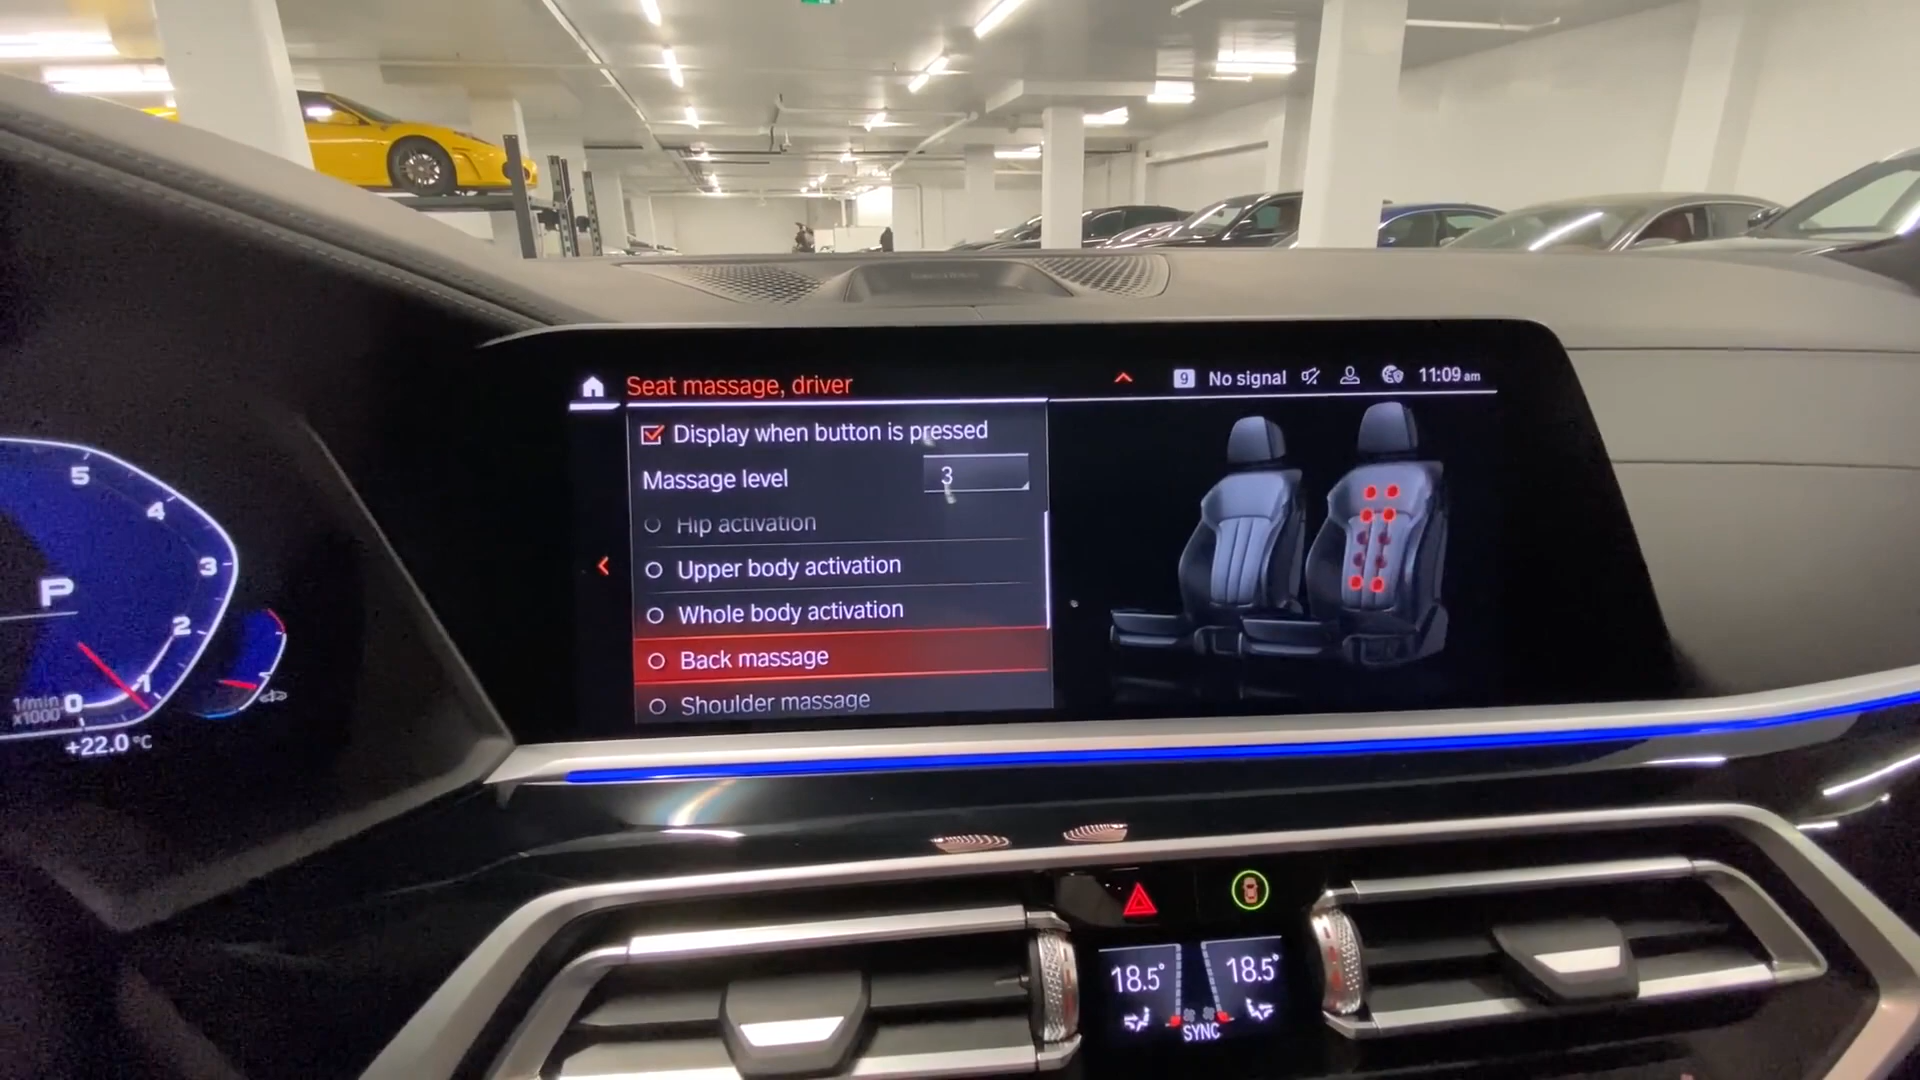 Seat massage, driver
9 No signal 11:09 am
Display when button is pressed
Massage level 3
Hip activation
Upper body activation
Whole body activation
Back massage
Shoulder massage
5
4
3
2
1
0
P
1/min
x1000
+22.0 °C
18.5° 18.5°
SYNC